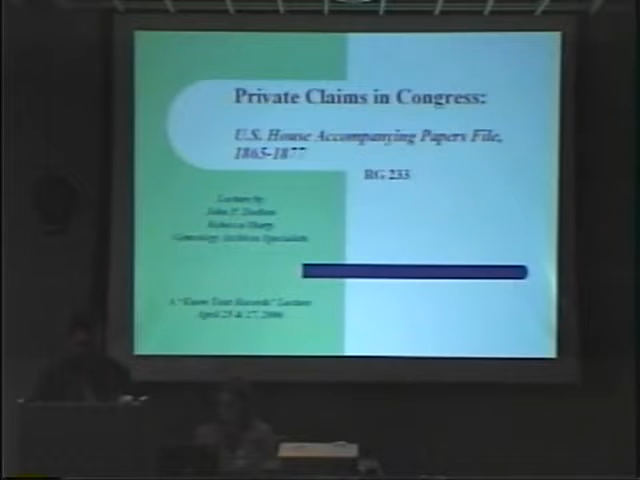 Private Claims in Congress:
U.S. House Accompanying Papers File,
1865-1877
RG 233
Lecture by
John P.
Rebecca Sharp
Genealogy Archives Specialists
A "Know Your Records" Lecture
April 25 & 27, 2006